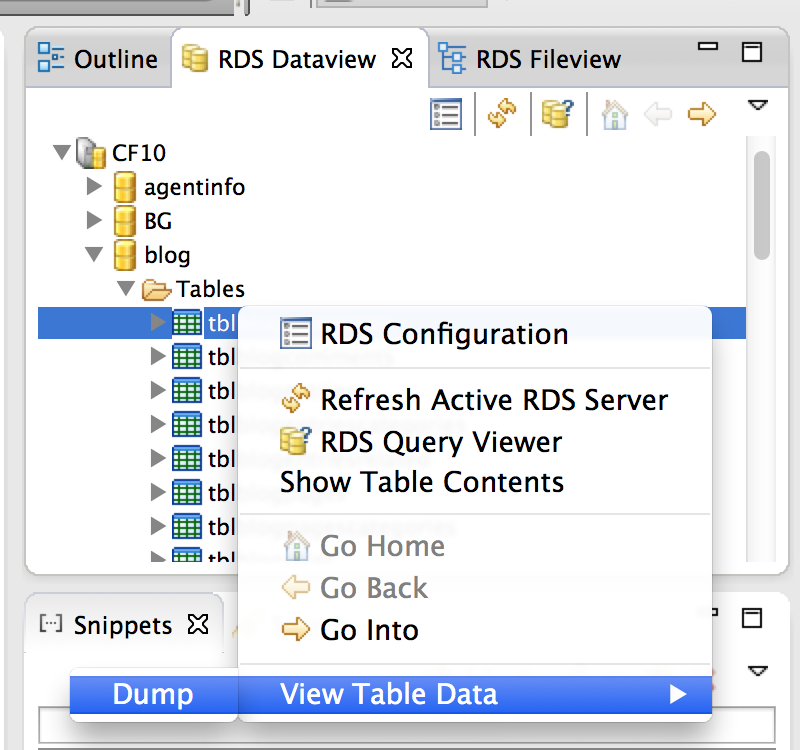 Outline
RDS Dataview
RDS Fileview
CF10
agentinfo
BG
blog
Tables
tbl
tbl
tbl
tbl
tbl
tbl
tbl
tbl
RDS Configuration
Refresh Active RDS Server
RDS Query Viewer
Show Table Contents
Go Home
Go Back
Go Into
View Table Data
Dump
Snippets